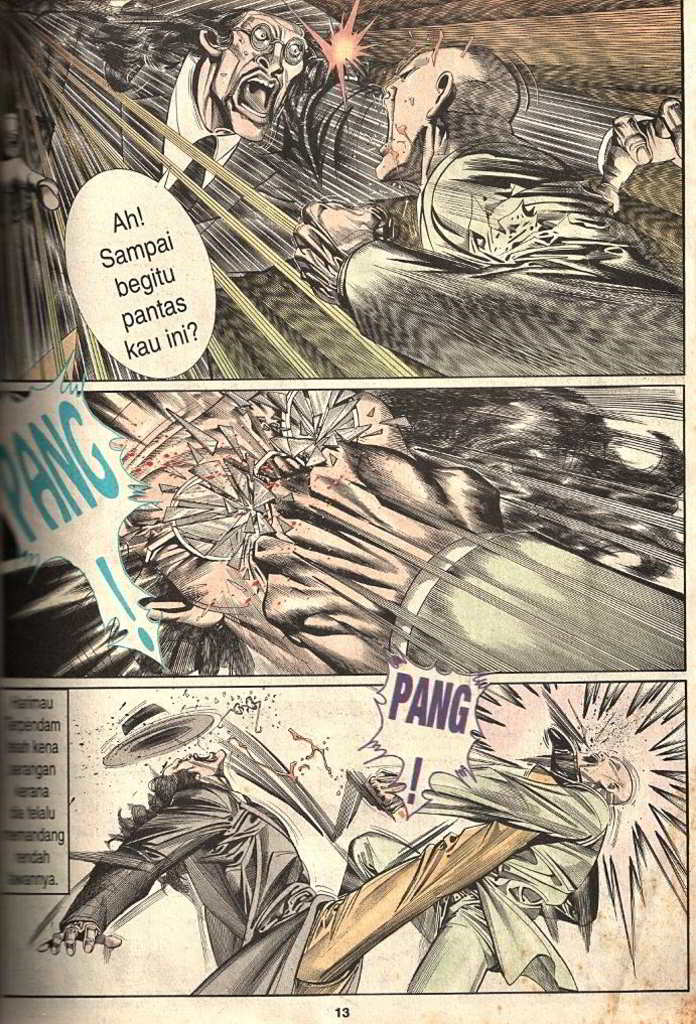 Ah!
Sampai
begitu
pantas
kau ini?
PANG
!
PANG
!
Harimau
Terpendam
telah kena
serangan
kerana
dia telalu
memandang
rendah
lawannya.
13